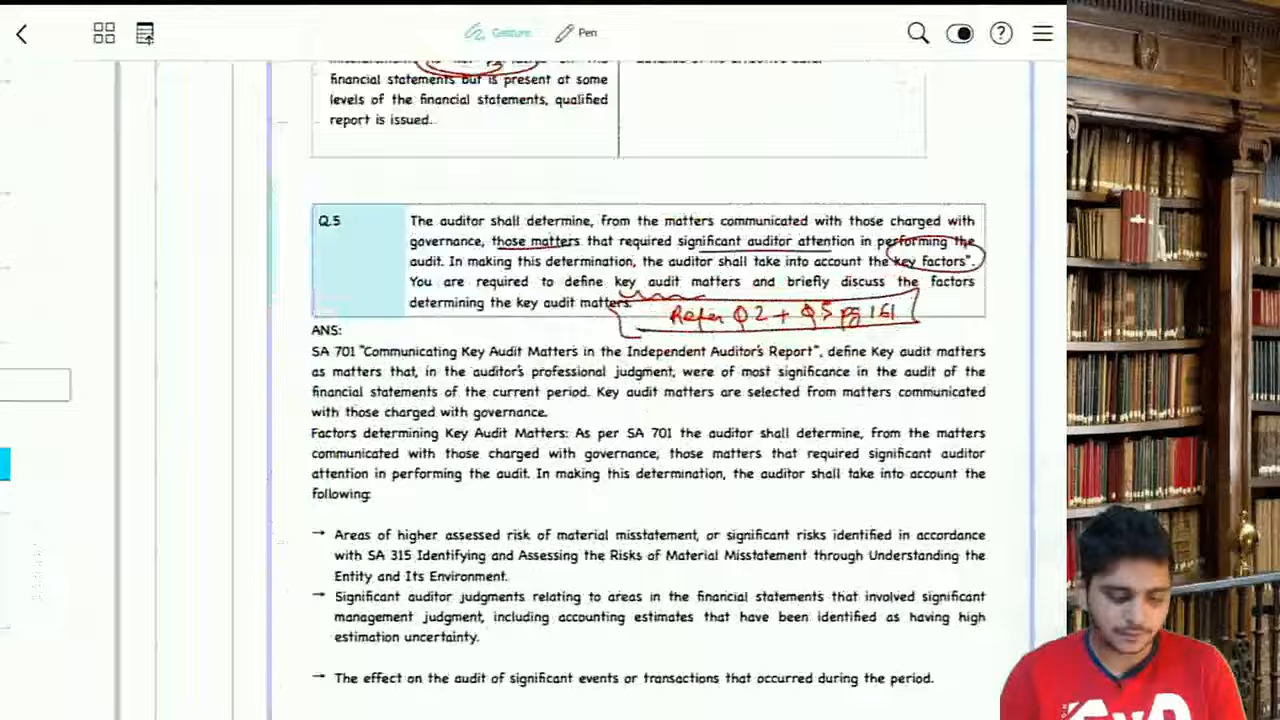 Gesture
Pen
financial statements but is present at some
levels of the financial statements, qualified
report is issued.
Q.5
The auditor shall determine, from the matters communicated with those charged with
governance, those matters that required significant auditor attention in performing the
audit. In making this determination, the auditor shall take into account the key factors".
You are required to define key audit matters and briefly discuss the factors
determining the key audit matters.
Refer Q2 + Q5 pg 161
ANS:
SA 701 "Communicating Key Audit Matters in the Independent Auditor's Report", define Key audit matters
as matters that, in the auditor's professional judgment, were of most significance in the audit of the
financial statements of the current period. Key audit matters are selected from matters communicated
with those charged with governance.
Factors determining Key Audit Matters: As per SA 701 the auditor shall determine, from the matters
communicated with those charged with governance, those matters that required significant auditor
attention in performing the audit. In making this determination, the auditor shall take into account the
following:
→ Areas of higher assessed risk of material misstatement, or significant risks identified in accordance
with SA 315 Identifying and Assessing the Risks of Material Misstatement through Understanding the
Entity and Its Environment.
→ Significant auditor judgments relating to areas in the financial statements that involved significant
management judgment, including accounting estimates that have been identified as having high
estimation uncertainty.
→ The effect on the audit of significant events or transactions that occurred during the period.